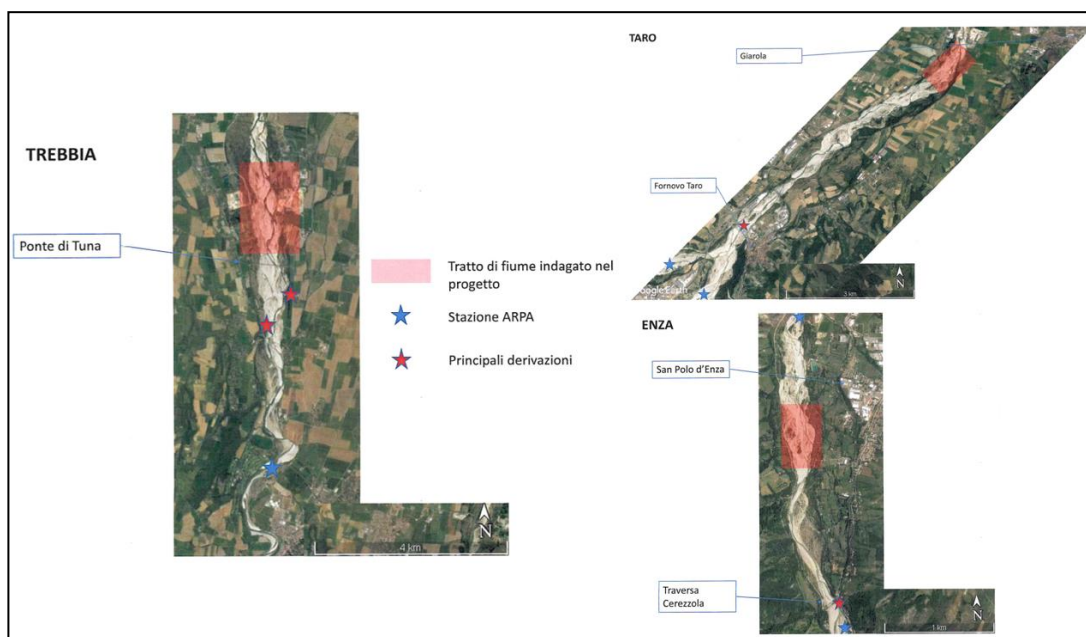 TREBBIA
Ponte di Tuna
N
4 km
Tratto di fiume indagato nel
progetto
Stazione ARPA
Principali derivazioni
TARO
Giarola
Fornovo Taro
Google Earth
N
3 km
ENZA
San Polo d'Enza
Traversa
Cerezzola
N
1 km